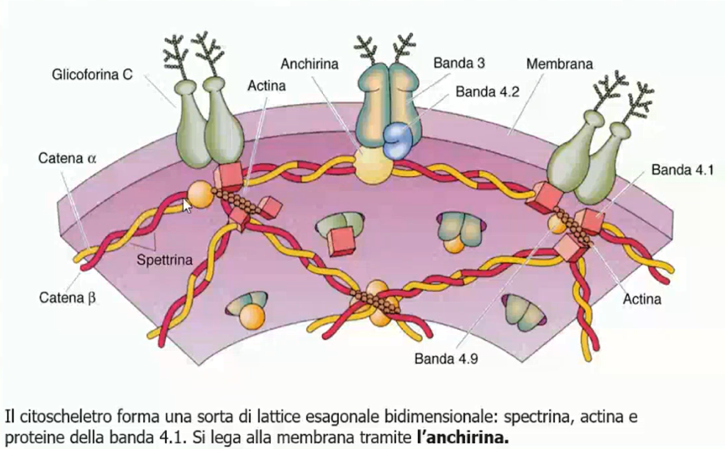 Glicoforina C
Anchirina
Actina
Banda 3
Banda 4.2
Membrana
Catena α
Banda 4.1
Spettrina
Catena β
Actina
Banda 4.9
Il citoscheletro forma una sorta di lattice esagonale bidimensionale: spectrina, actina e
proteine della banda 4.1. Si lega alla membrana tramite l’anchirina.